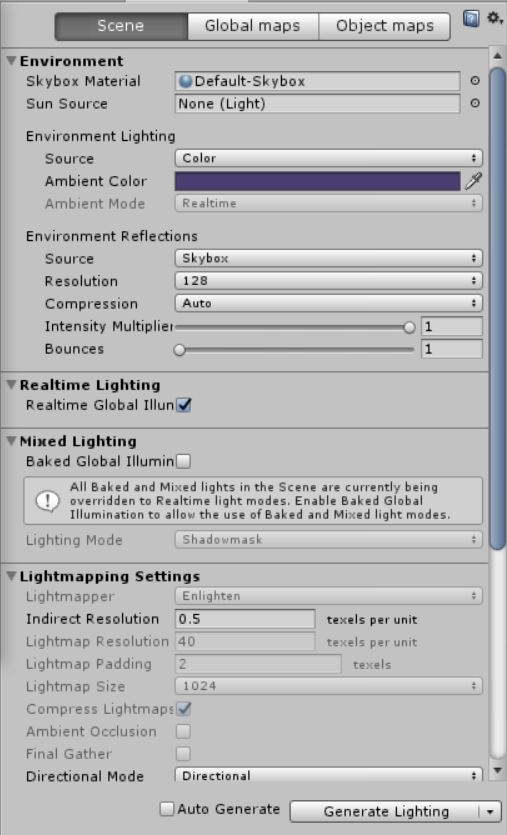 Scene Global maps Object maps
Environment
Skybox Material Default-Skybox
Sun Source None (Light)
Environment Lighting
Source Color
Ambient Color
Ambient Mode Realtime
Environment Reflections
Source Skybox
Resolution 128
Compression Auto
Intensity Multiplier 1
Bounces 1
Realtime Lighting
Realtime Global Illun
Mixed Lighting
Baked Global Illumin
All Baked and Mixed lights in the Scene are currently being
overridden to Realtime light modes. Enable Baked Global
Illumination to allow the use of Baked and Mixed light modes.
Lighting Mode Shadowmask
Lightmapping Settings
Lightmapper Enlighten
Indirect Resolution 0.5 texels per unit
Lightmap Resolution 40 texels per unit
Lightmap Padding 2 texels
Lightmap Size 1024
Compress Lightmaps
Ambient Occlusion
Final Gather
Directional Mode Directional
Auto Generate Generate Lighting